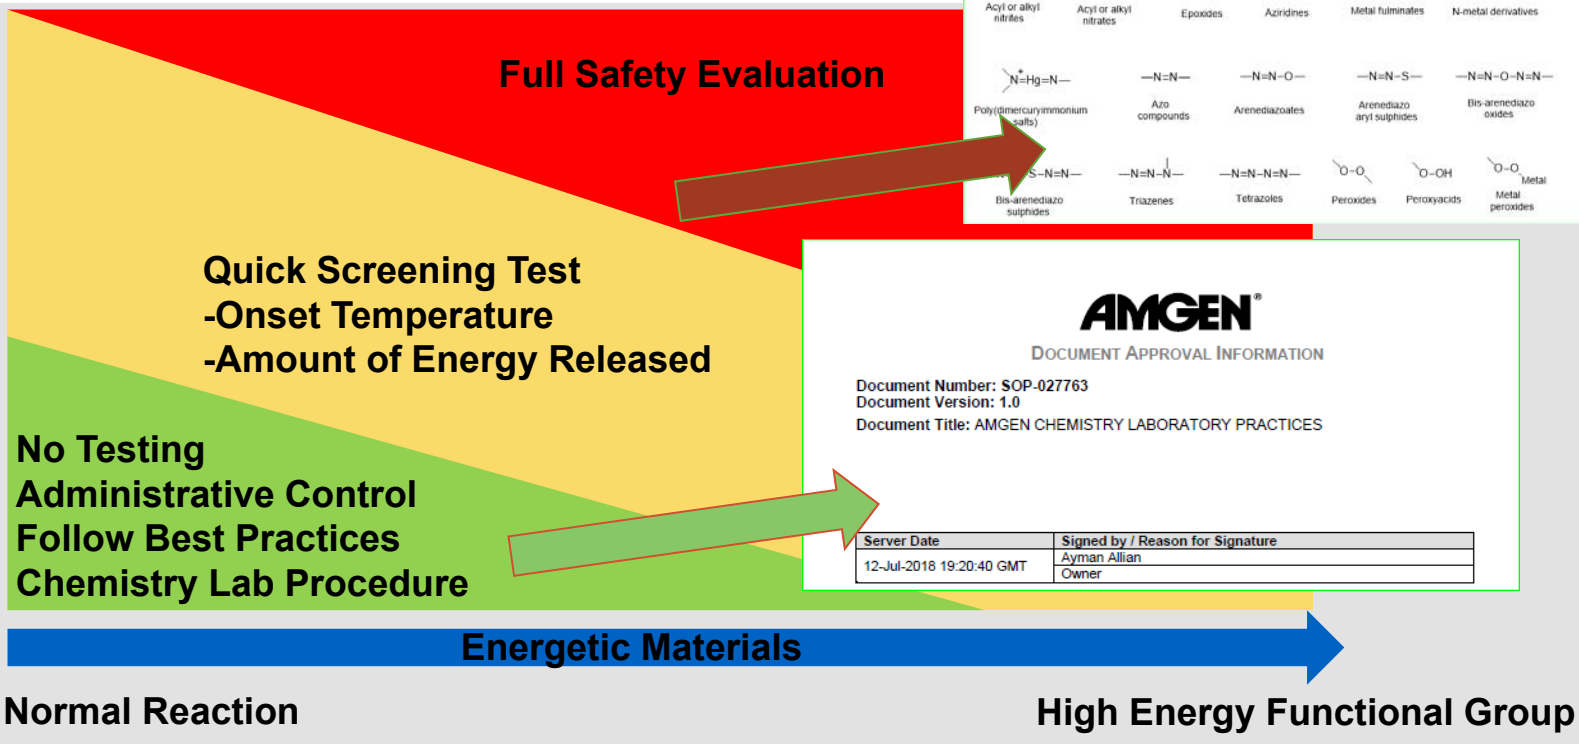 Acyl or alkyl nitrites
Acyl or alkyl nitrates
Epoxides
Aziridines
Metal fulminates
N-metal derivatives
Full Safety Evaluation
N+=Hg=N—
—N=N—
—N=N–O—
—N=N–S—
—N=N–O–N=N—
Poly(dimercuryimmonium salts)
Azo compounds
Arenediazoates
Arenediazo aryl sulphides
Bis-arenediazo oxides
S–N=N—
—N=N–N—
—N=N–N=N—
O–O
O–OH
O–O Metal
Bis-arenediazo sulphides
Triazenes
Tetrazoles
Peroxides
Peroxyacids
Metal peroxides
Quick Screening Test
-Onset Temperature
-Amount of Energy Released
AMGEN®
DOCUMENT APPROVAL INFORMATION
Document Number: SOP-027763
Document Version: 1.0
Document Title: AMGEN CHEMISTRY LABORATORY PRACTICES
No Testing
Administrative Control
Follow Best Practices
Chemistry Lab Procedure
Server Date
Signed by / Reason for Signature
12-Jul-2018 19:20:40 GMT
Ayman Allian
Owner
Energetic Materials
Normal Reaction
High Energy Functional Group